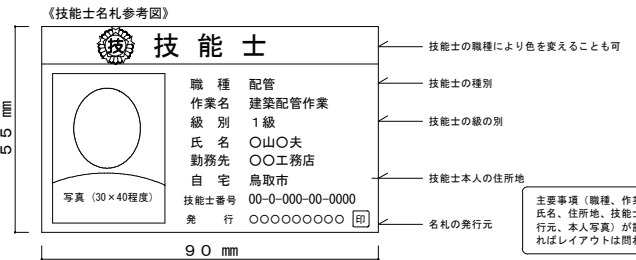 《技能士名札参考図》
技 技能士
技能士の職種により色を変えることも可
職種 配管
技能士の種別
作業名 建築配管作業
級別 1級
技能士の級の別
氏名 〇山〇夫
勤務先 〇〇工務店
自宅 鳥取市
技能士本人の住所地
写真（30×40程度）
技能士番号 00-0-000-00-0000
発行 〇〇〇〇〇〇〇〇〇 印
名札の発行元
55 mm
90 mm
主要事項（職種、作
氏名、住所地、技能士
行元、本人写真）が
ればレイアウトは問